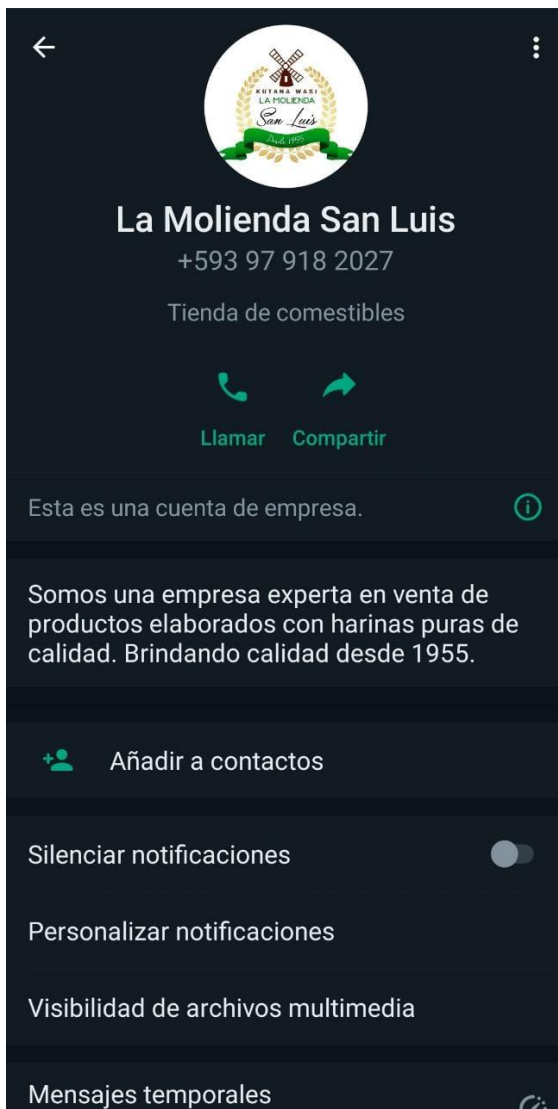 KUTANA WASI
LA MOLIENDA
San Luis
Desde 1955
La Molienda San Luis
+593 97 918 2027
Tienda de comestibles
Llamar Compartir
Esta es una cuenta de empresa.
Somos una empresa experta en venta de
productos elaborados con harinas puras de
calidad. Brindando calidad desde 1955.
Añadir a contactos
Silenciar notificaciones
Personalizar notificaciones
Visibilidad de archivos multimedia
Mensajes temporales